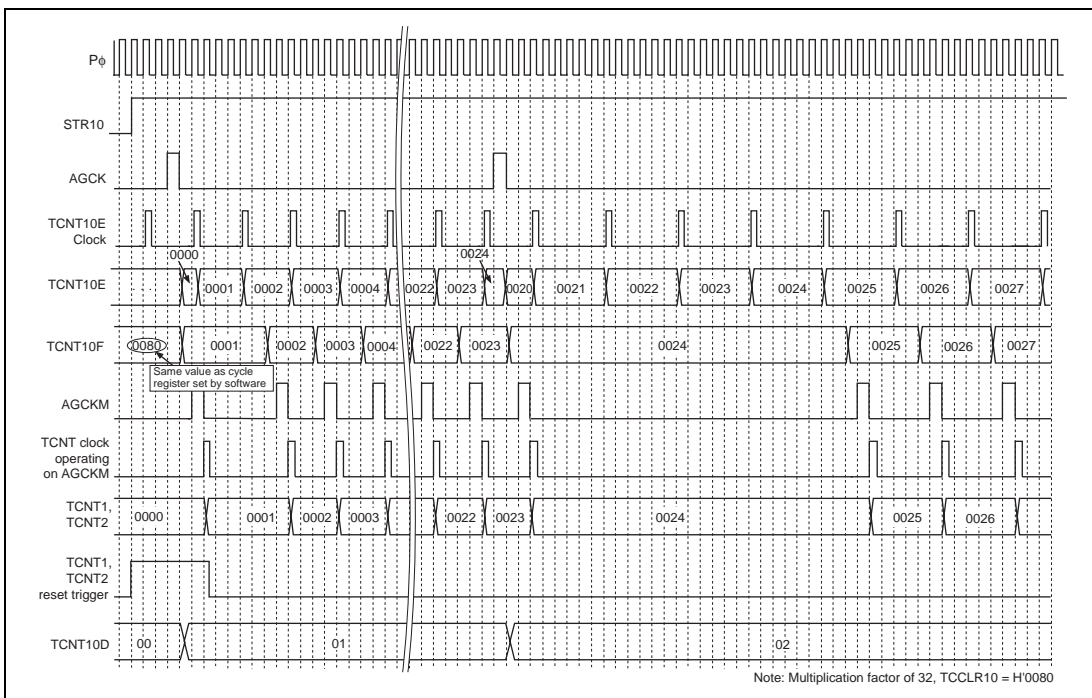 Pϕ
STR10
AGCK
TCNT10E
Clock
0000
0024
TCNT10E
0001 0002 0003 0004 0022 0023 0020 0021 0022 0023 0024 0025 0026 0027
TCNT10F
0080 0001 0002 0003 0004 0022 0023 0024 0025 0026 0027
Same value as cycle
register set by software
AGCKM
TCNT clock
operating
on AGCKM
TCNT1,
TCNT2
0000 0001 0002 0003 0022 0023 0024 0025 0026
TCNT1,
TCNT2
reset trigger
TCNT10D
00 01 02
Note: Multiplication factor of 32, TCCLR10 = H'0080